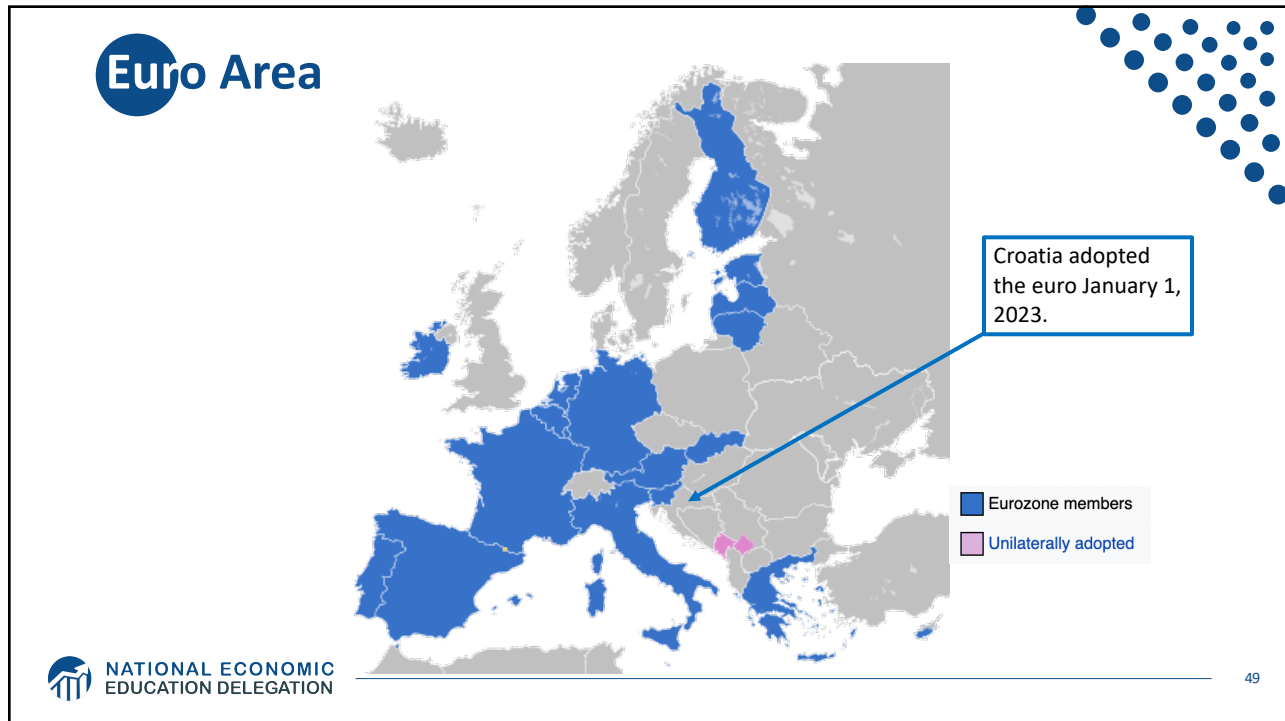 Euro Area
Croatia adopted
the euro January 1,
2023.
Eurozone members
Unilaterally adopted
NATIONAL ECONOMIC
EDUCATION DELEGATION
49